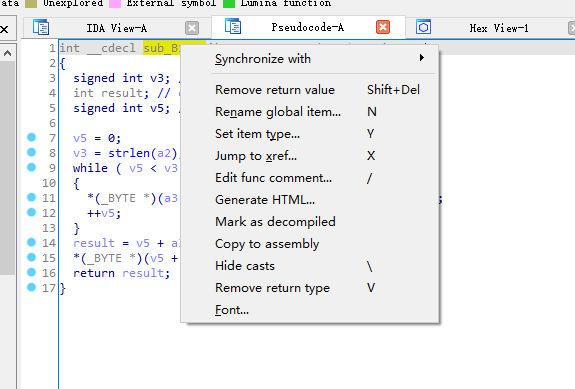 ata Unexplored External symbol Lumina function
IDA View-A Pseudocode-A Hex View-1
1 int __cdecl
2 {
3 signed int v3; /
4 int result; //
5 signed int v5; /
6
7 v5 = 0;
8 v3 = strlen(a2)
9 while ( v5 < v3
10 {
11 *(_BYTE *)(a3
12 ++v5;
13 }
14 result = v5 +
15 *(_BYTE *)(v5 +
16 return result;
17 }
Synchronize with
Remove return value Shift+Del
Rename global item... N
Set item type... Y
Jump to xref... X
Edit func comment... /
Generate HTML...
Mark as decompiled
Copy to assembly
Hide casts \
Remove return type V
Font...